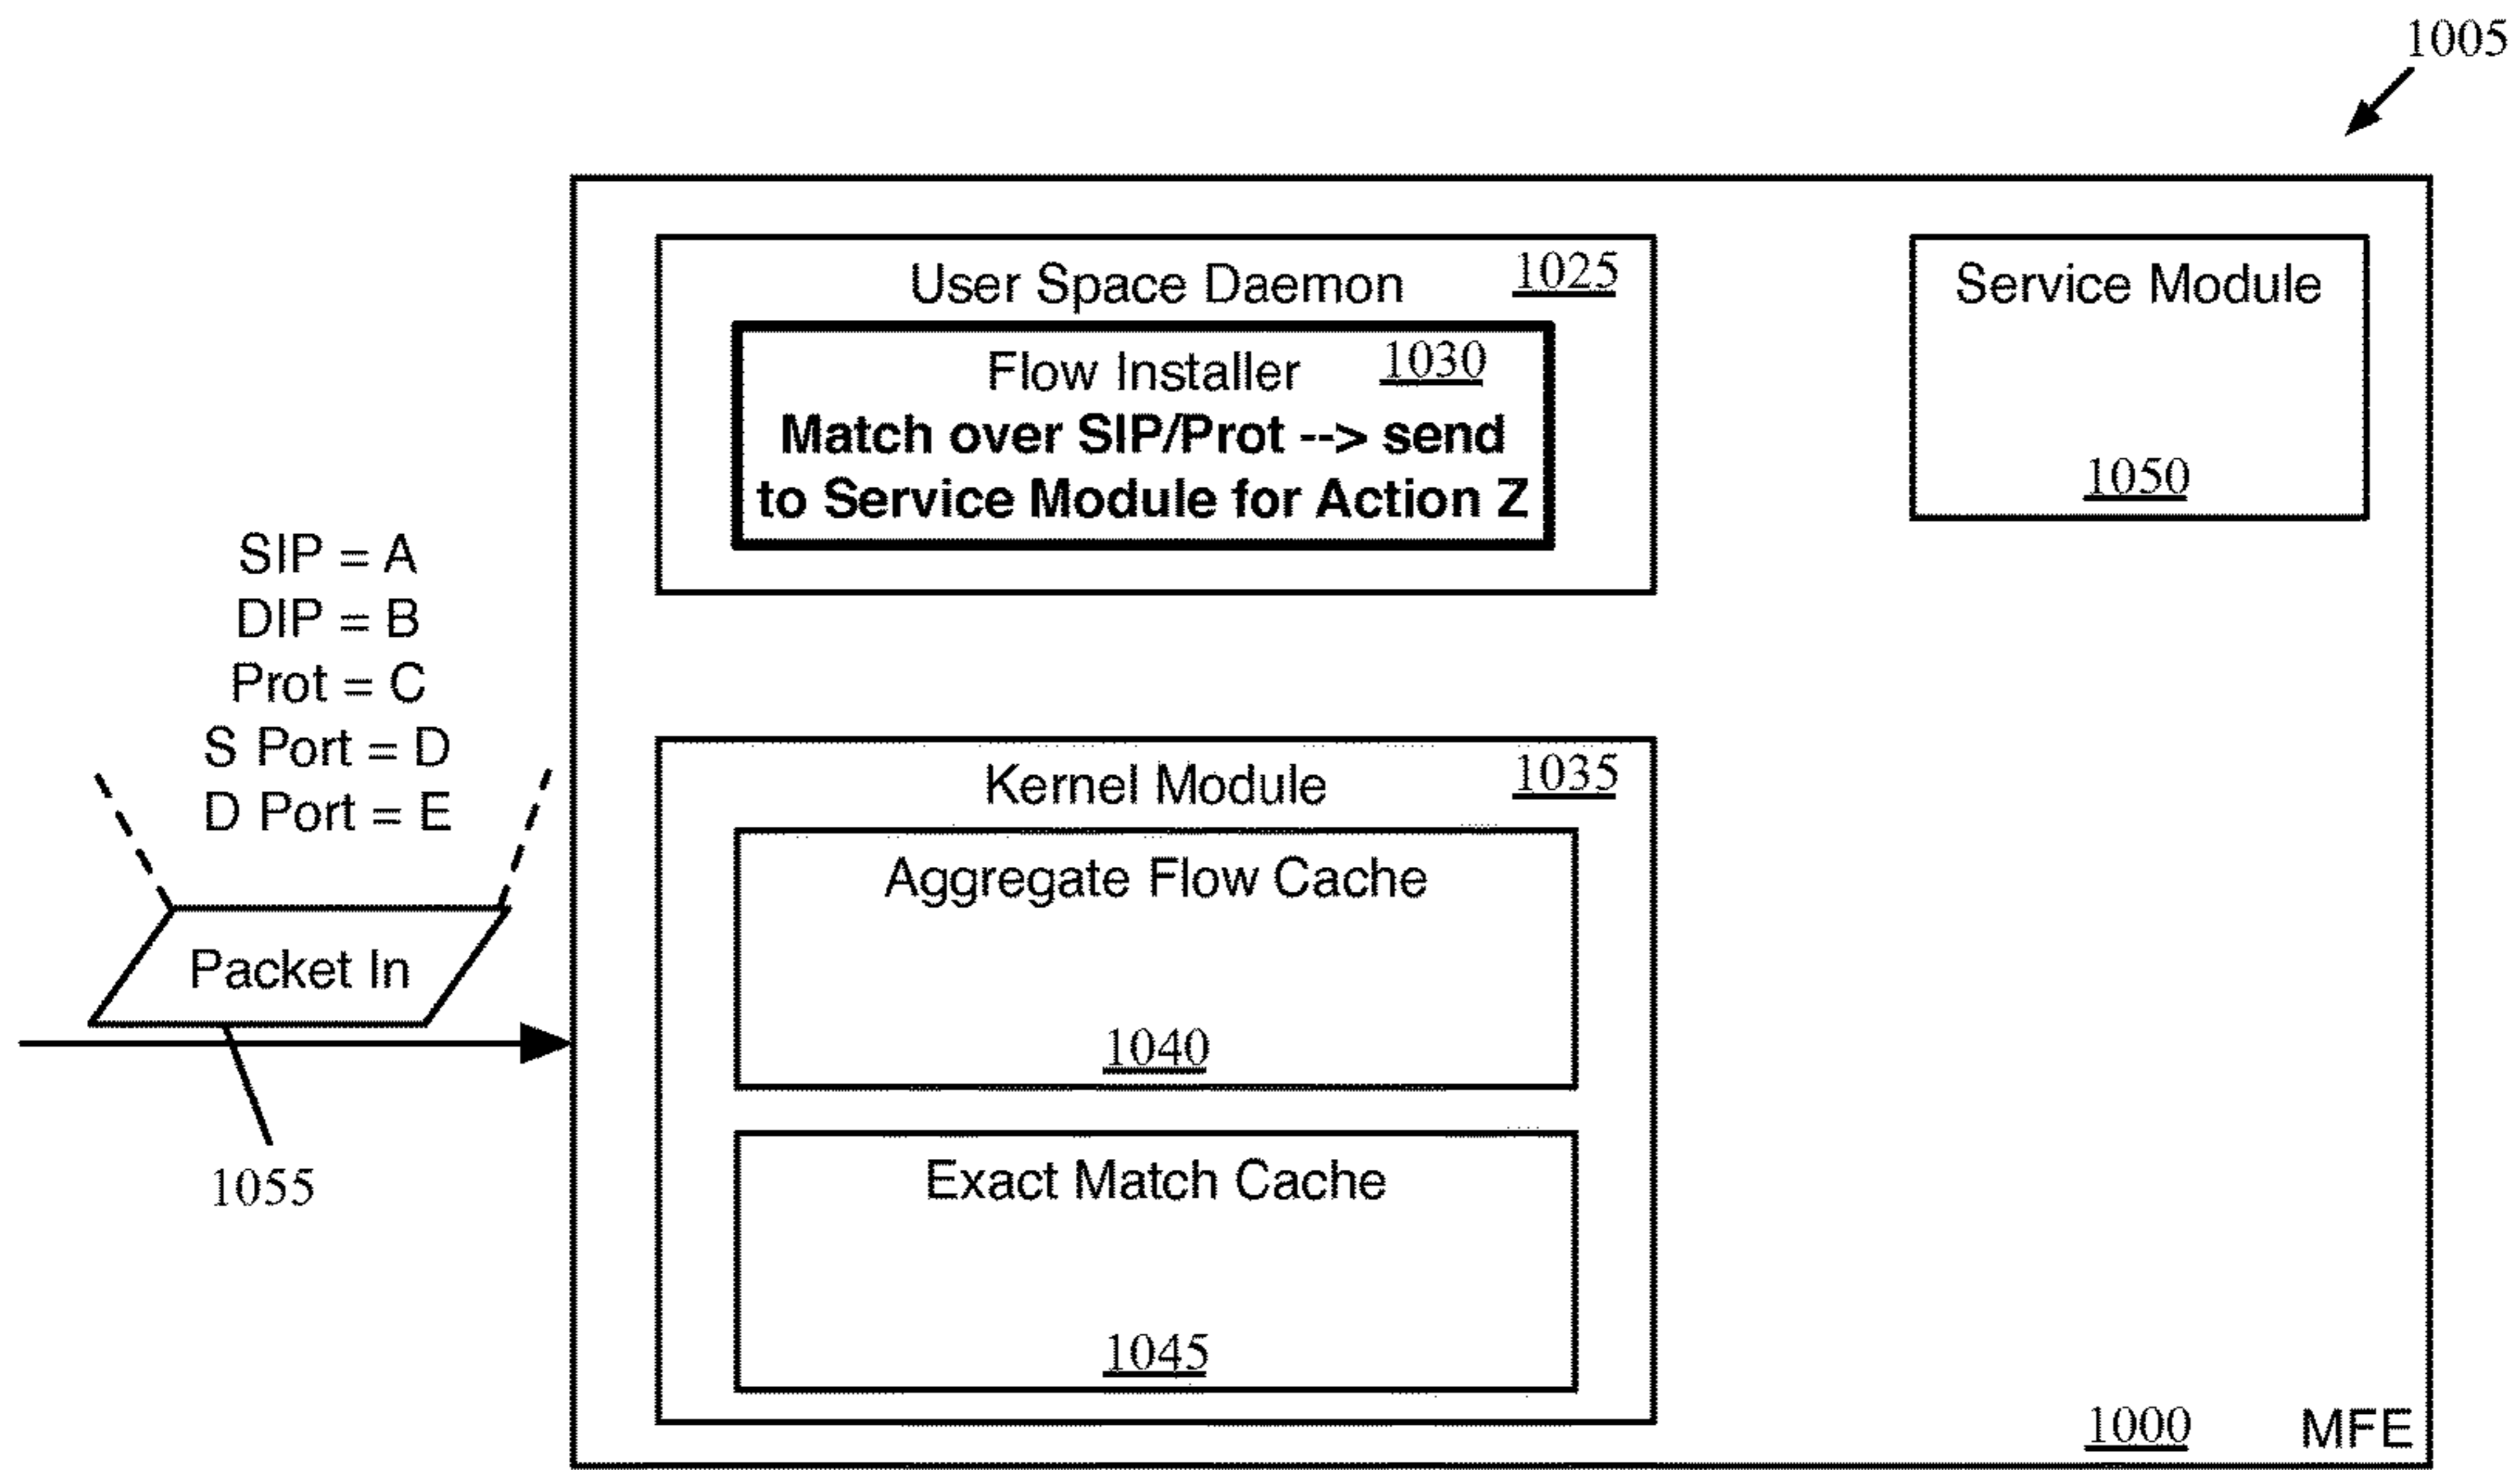 1005
User Space Daemon 1025
Flow Installer 1030
Match over SIP/Prot --> send
to Service Module for Action Z
Service Module
1050
SIP = A
DIP = B
Prot = C
S Port = D
D Port = E
Packet In
1055
Kernel Module 1035
Aggregate Flow Cache
1040
Exact Match Cache
1045
1000 MFE